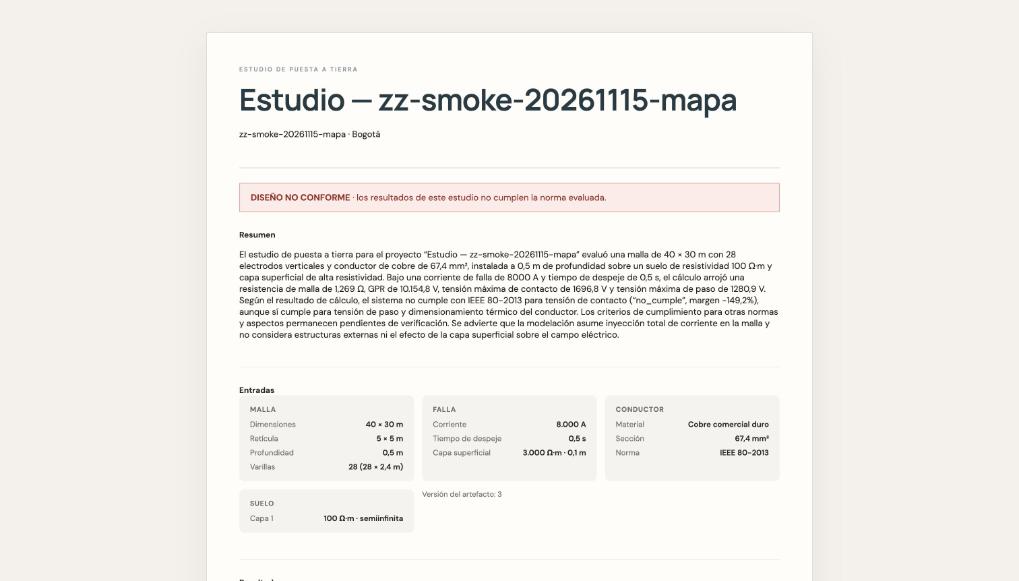 ESTUDIO DE PUESTA A TIERRA
Estudio — zz-smoke-20261115-mapa
zz-smoke-20261115-mapa · Bogotá
DISEÑO NO CONFORME · los resultados de este estudio no cumplen la norma evaluada.
Resumen
El estudio de puesta a tierra para el proyecto “Estudio — zz-smoke-20261115-mapa” evaluó una malla de 40 × 30 m con 28
electrodos verticales y conductor de cobre de 67,4 mm², instalada a 0,5 m de profundidad sobre un suelo de resistividad 100 Ω·m y
capa superficial de alta resistividad. Bajo una corriente de falla de 8000 A y tiempo de despeje de 0,5 s, el cálculo arrojó una
resistencia de malla de 1,269 Ω, GPR de 10.154,8 V, tensión máxima de contacto de 1696,8 V y tensión máxima de paso de 1280,9 V.
Según el resultado de cálculo, el sistema no cumple con IEEE 80-2013 para tensión de contacto (“no_cumple”, margen -149,2%),
aunque sí cumple para tensión de paso y dimensionamiento térmico del conductor. Los criterios de cumplimiento para otras normas
y aspectos permanecen pendientes de verificación. Se advierte que la modelación asume inyección total de corriente en la malla y
no considera estructuras externas ni el efecto de la capa superficial sobre el campo eléctrico.
Entradas
MALLA
Dimensiones 40 × 30 m
Retícula 5 × 5 m
Profundidad 0,5 m
Varillas 28 (28 × 2,4 m)
FALLA
Corriente 8.000 A
Tiempo de despeje 0,5 s
Capa superficial 3.000 Ω·m · 0,1 m
CONDUCTOR
Material Cobre comercial duro
Sección 67,4 mm²
Norma IEEE 80-2013
SUELO
Capa 1 100 Ω·m · semiinfinita
Versión del artefacto: 3